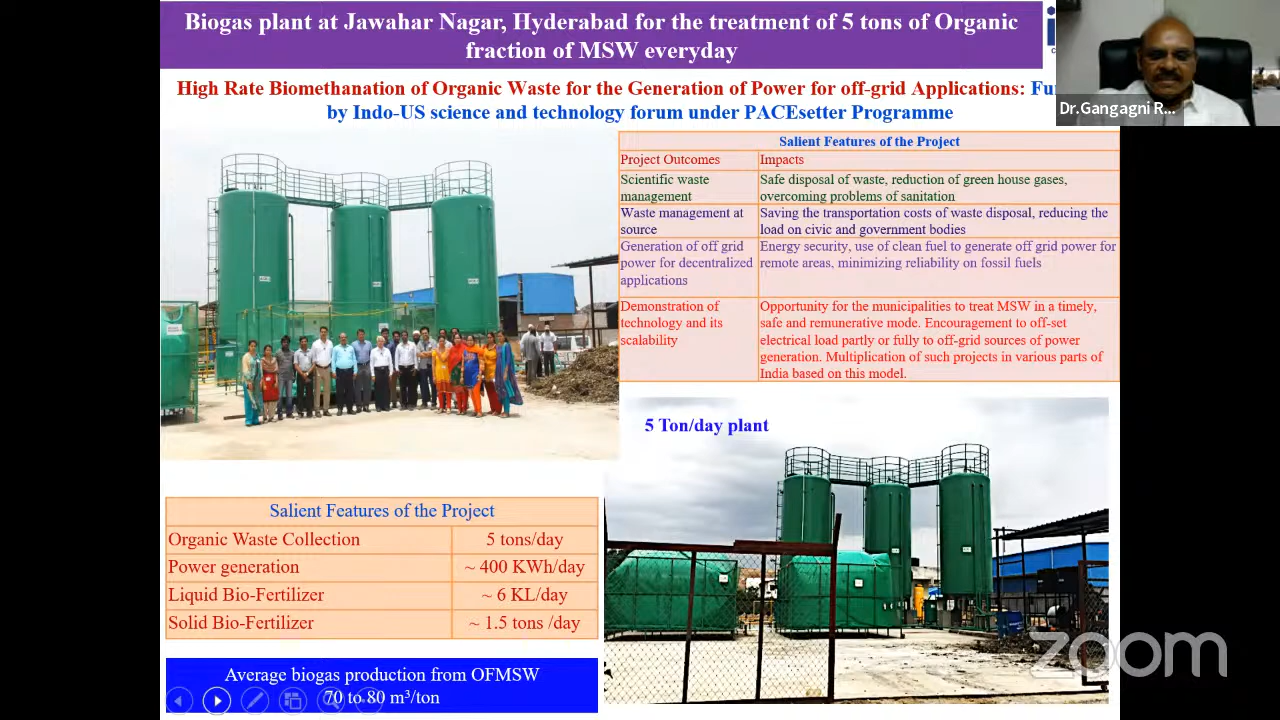 Biogas plant at Jawahar Nagar, Hyderabad for the treatment of 5 tons of Organic
fraction of MSW everyday
High Rate Biomethanation of Organic Waste for the Generation of Power for off-grid Applications:
by Indo-US science and technology forum under PACEsetter Programme
Dr.Gangagni R...
Salient Features of the Project
Project Outcomes Impacts
Scientific waste
management
Safe disposal of waste, reduction of green house gases,
overcoming problems of sanitation
Waste management at
source
Saving the transportation costs of waste disposal, reducing the
load on civic and government bodies
Generation of off grid
power for decentralized
applications
Energy security, use of clean fuel to generate off grid power for
remote areas, minimizing reliability on fossil fuels
Demonstration of
technology and its
scalability
Opportunity for the municipalities to treat MSW in a timely,
safe and remunerative mode. Encouragement to off-set
electrical load partly or fully to off-grid sources of power
generation. Multiplication of such projects in various parts of
India based on this model.
5 Ton/day plant
Salient Features of the Project
Organic Waste Collection 5 tons/day
Power generation ~ 400 KWh/day
Liquid Bio-Fertilizer ~ 6 KL/day
Solid Bio-Fertilizer ~ 1.5 tons /day
Average biogas production from OFMSW
70 to 80 m³/ton
zoom